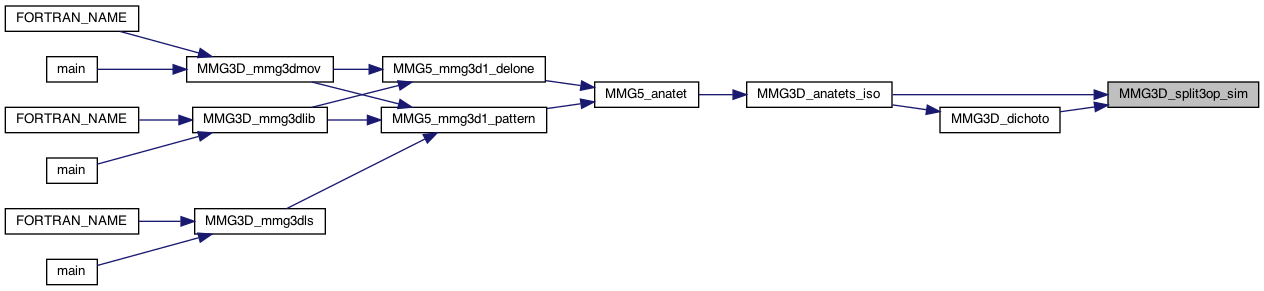 FORTRAN_NAME
main
MMG3D_mmg3dmov
MMG5_mmg3d1_delone
MMG5_anatet
MMG3D_anatets_iso
MMG3D_split3op_sim
FORTRAN_NAME
MMG3D_mmg3dlib
MMG5_mmg3d1_pattern
MMG3D_dichoto
main
FORTRAN_NAME
MMG3D_mmg3dls
main